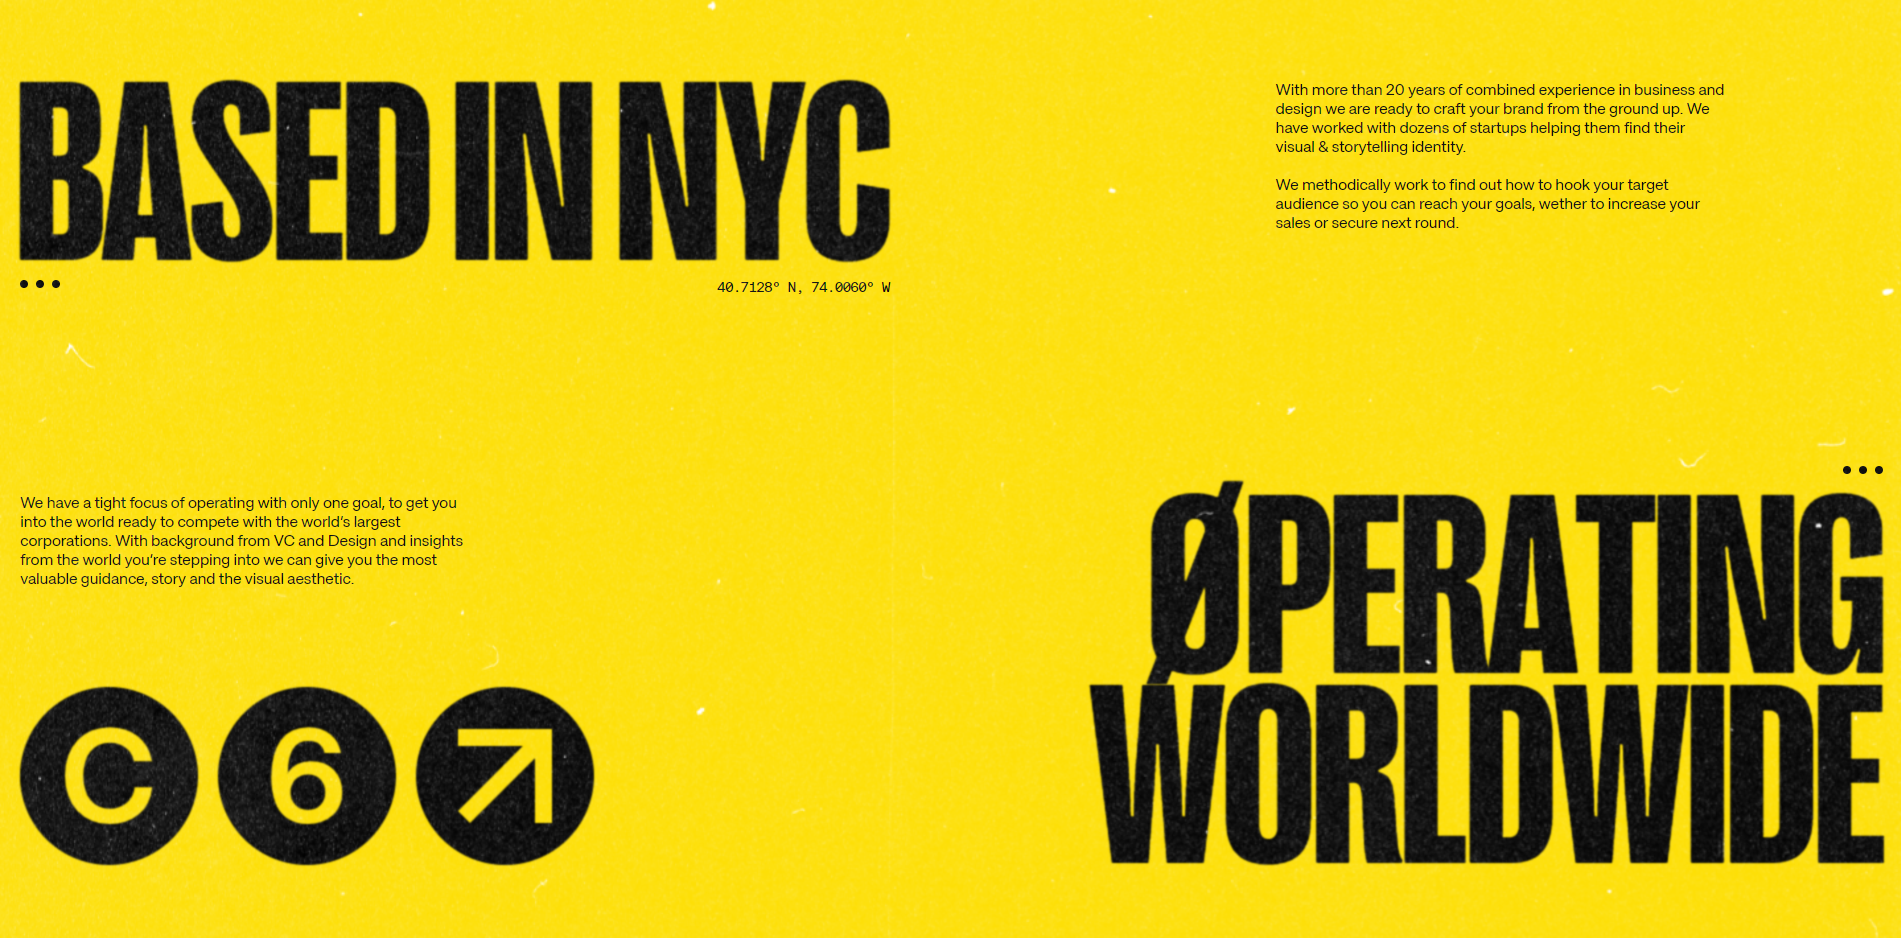 BASED IN NYC
40.7128° N, 74.0060° W
With more than 20 years of combined experience in business and
design we are ready to craft your brand from the ground up. We
have worked with dozens of startups helping them find their
visual & storytelling identity.
We methodically work to find out how to hook your target
audience so you can reach your goals, wether to increase your
sales or secure next round.
We have a tight focus of operating with only one goal, to get you
into the world ready to compete with the world’s largest
corporations. With background from VC and Design and insights
from the world you’re stepping into we can give you the most
valuable guidance, story and the visual aesthetic.
C 6
ØPERATING
WORLDWIDE